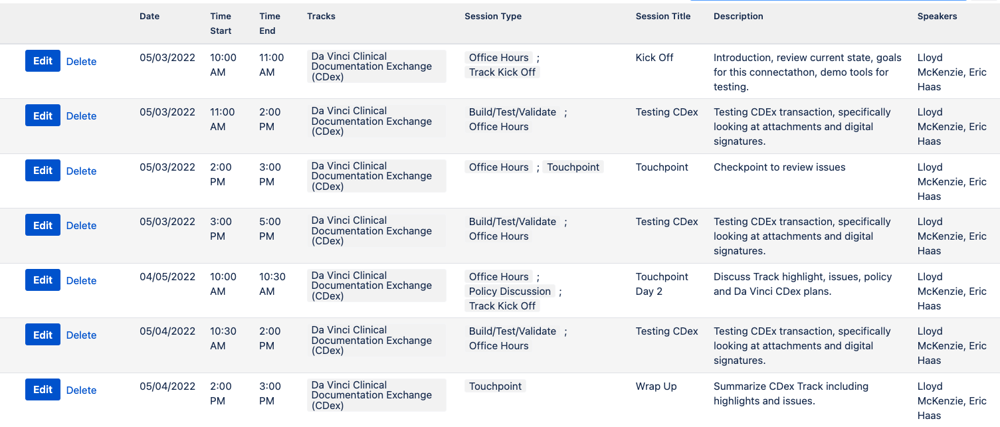 Date Time Start Time End Tracks Session Type Session Title Description Speakers
Edit Delete 05/03/2022 10:00 AM 11:00 AM Da Vinci Clinical Documentation Exchange (CDex) Office Hours ; Track Kick Off Kick Off Introduction, review current state, goals for this connectathon, demo tools for testing. Lloyd McKenzie, Eric Haas
Edit Delete 05/03/2022 11:00 AM 2:00 PM Da Vinci Clinical Documentation Exchange (CDex) Build/Test/Validate ; Office Hours Testing CDex Testing CDEx transaction, specifically looking at attachments and digital signatures. Lloyd McKenzie, Eric Haas
Edit Delete 05/03/2022 2:00 PM 3:00 PM Da Vinci Clinical Documentation Exchange (CDex) Office Hours ; Touchpoint Touchpoint Checkpoint to review issues Lloyd McKenzie, Eric Haas
Edit Delete 05/03/2022 3:00 PM 5:00 PM Da Vinci Clinical Documentation Exchange (CDex) Build/Test/Validate ; Office Hours Testing CDex Testing CDEx transaction, specifically looking at attachments and digital signatures. Lloyd McKenzie, Eric Haas
Edit Delete 04/05/2022 10:00 AM 10:30 AM Da Vinci Clinical Documentation Exchange (CDex) Office Hours ; Policy Discussion ; Track Kick Off Touchpoint Day 2 Discuss Track highlight, issues, policy and Da Vinci CDex plans. Lloyd McKenzie, Eric Haas
Edit Delete 05/04/2022 10:30 AM 2:00 PM Da Vinci Clinical Documentation Exchange (CDex) Build/Test/Validate ; Office Hours Testing CDex Testing CDEx transaction, specifically looking at attachments and digital signatures. Lloyd McKenzie, Eric Haas
Edit Delete 05/04/2022 2:00 PM 3:00 PM Da Vinci Clinical Documentation Exchange (CDex) Touchpoint Wrap Up Summarize CDex Track including highlights and issues. Lloyd McKenzie, Eric Haas